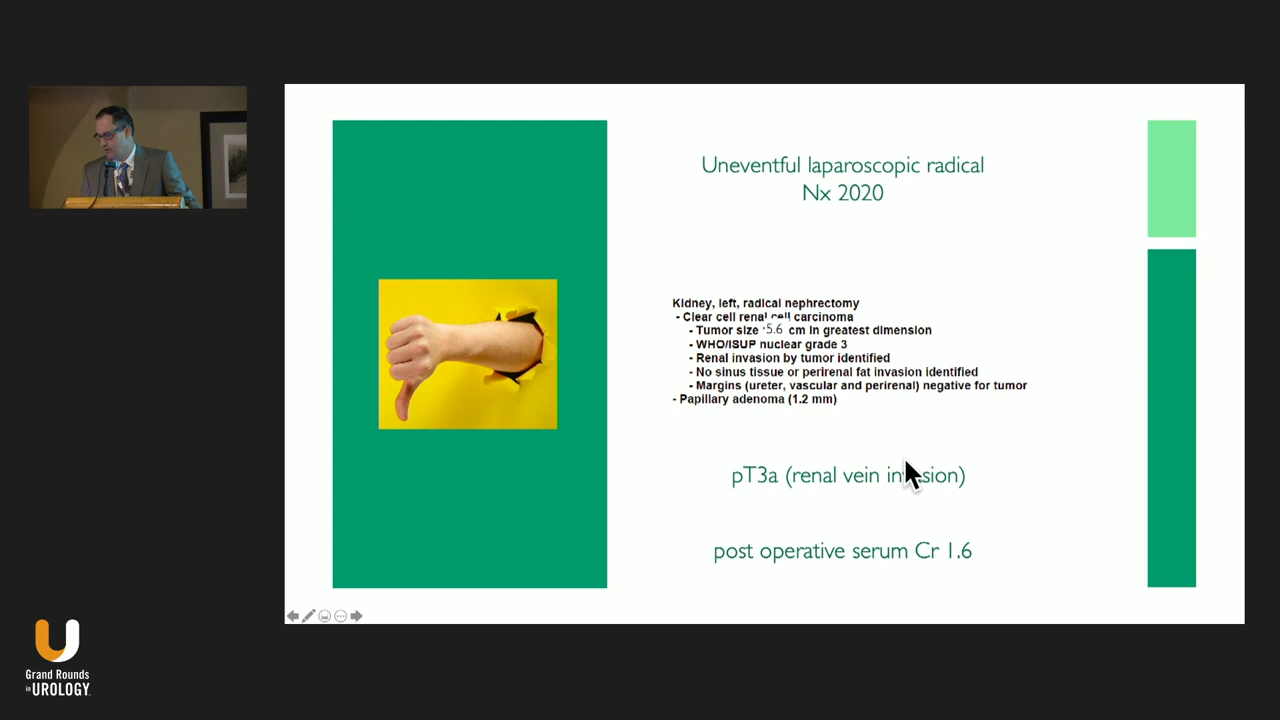 Uneventful laparoscopic radical
Nx 2020
Kidney, left, radical nephrectomy
- Clear cell renal cell carcinoma
- Tumor size 5.6 cm in greatest dimension
- WHO/ISUP nuclear grade 3
- Renal invasion by tumor identified
- No sinus tissue or perirenal fat invasion identified
- Margins (ureter, vascular and perirenal) negative for tumor
- Papillary adenoma (1.2 mm)
pT3a (renal vein invasion)
post operative serum Cr 1.6
Grand Rounds
in UROLOGY